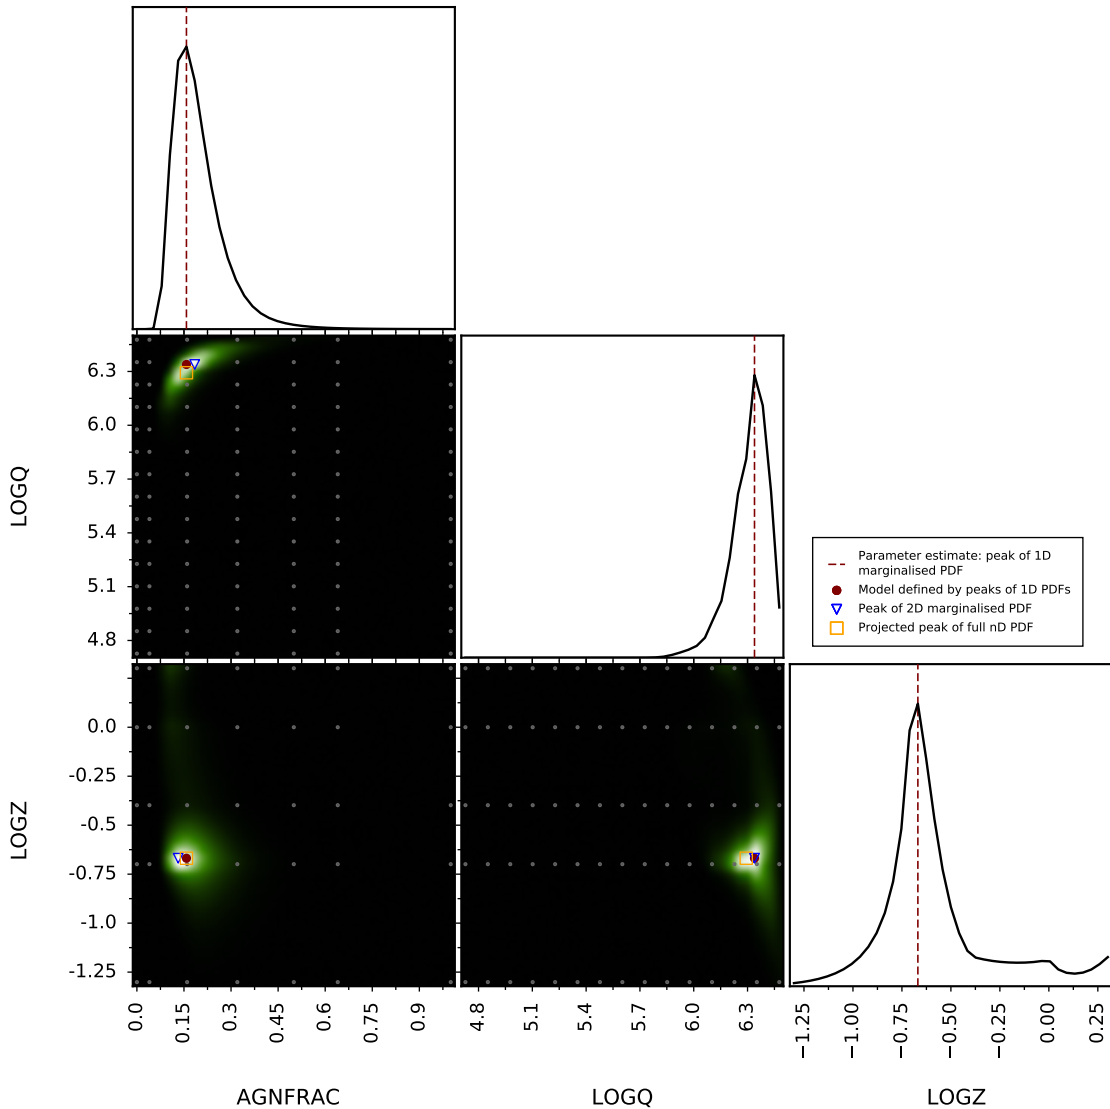 LOGQ
6.3
6.0
5.7
5.4
5.1
4.8
Parameter estimate: peak of 1D
marginalised PDF
Model defined by peaks of 1D PDFs
Peak of 2D marginalised PDF
Projected peak of full nD PDF
LOGZ
0.0
-0.25
-0.5
-0.75
-1.0
-1.25
0.0 0.15 0.3 0.45 0.6 0.75 0.9
4.8 5.1 5.4 5.7 6.0 6.3
−1.25 −1.00 −0.75 −0.50 −0.25 0.00 0.25
AGNFRAC LOGQ LOGZ